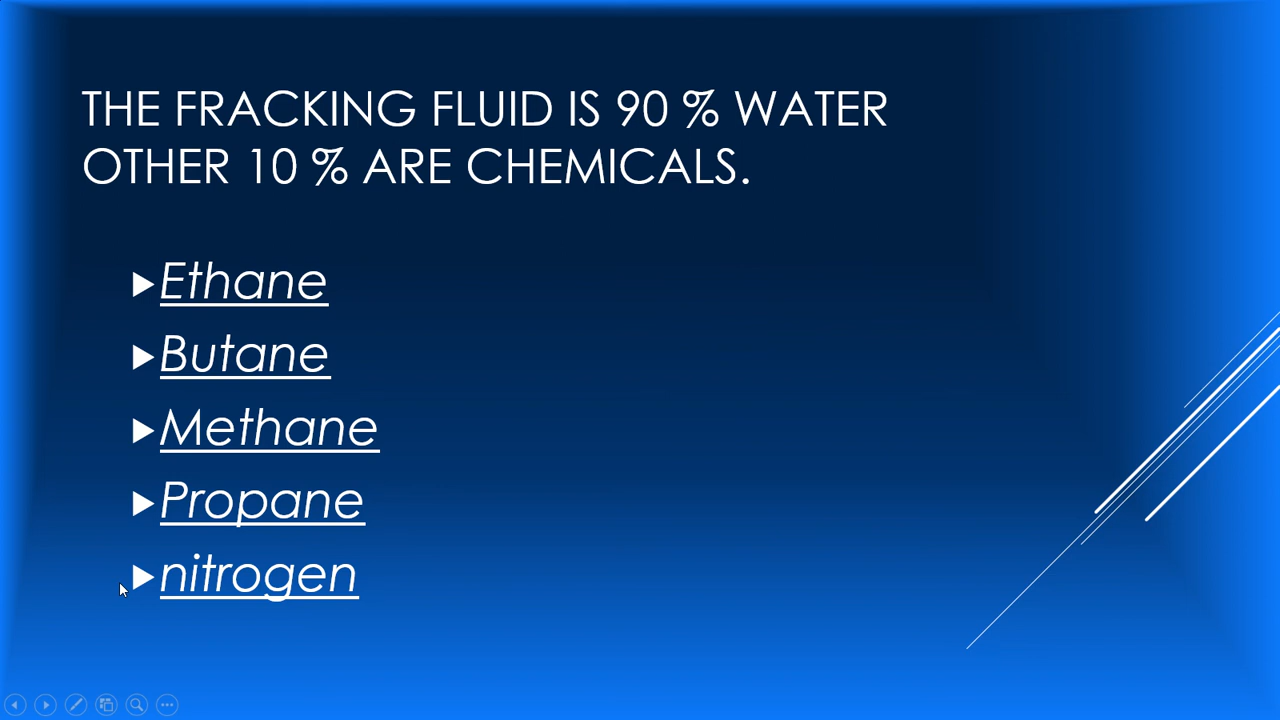 THE FRACKING FLUID IS 90 % WATER
OTHER 10 % ARE CHEMICALS.
Ethane
Butane
Methane
Propane
nitrogen